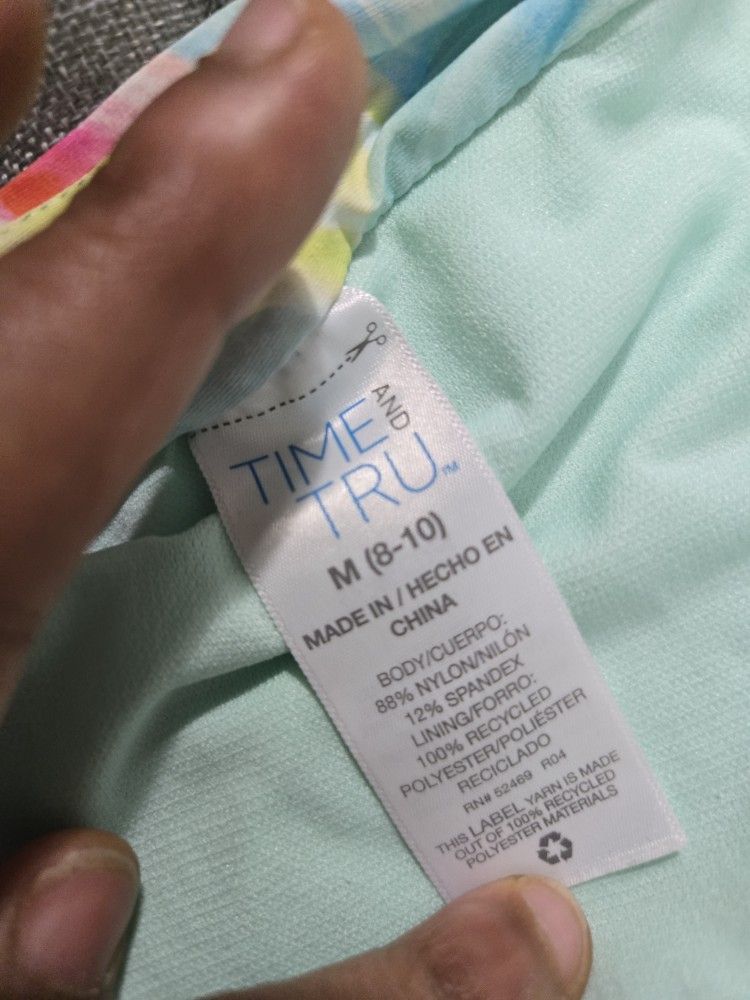 TIME AND
TRU™
M (8-10)
MADE IN / HECHO EN
CHINA
BODY/CUERPO:
88% NYLON/NILÓN
12% SPANDEX
LINING/FORRO:
100% RECYCLED
POLYESTER/POLIÉSTER
RECICLADO
RN# 52469 R04
THIS LABEL YARN IS MADE
OUT OF 100% RECYCLED
POLYESTER MATERIALS